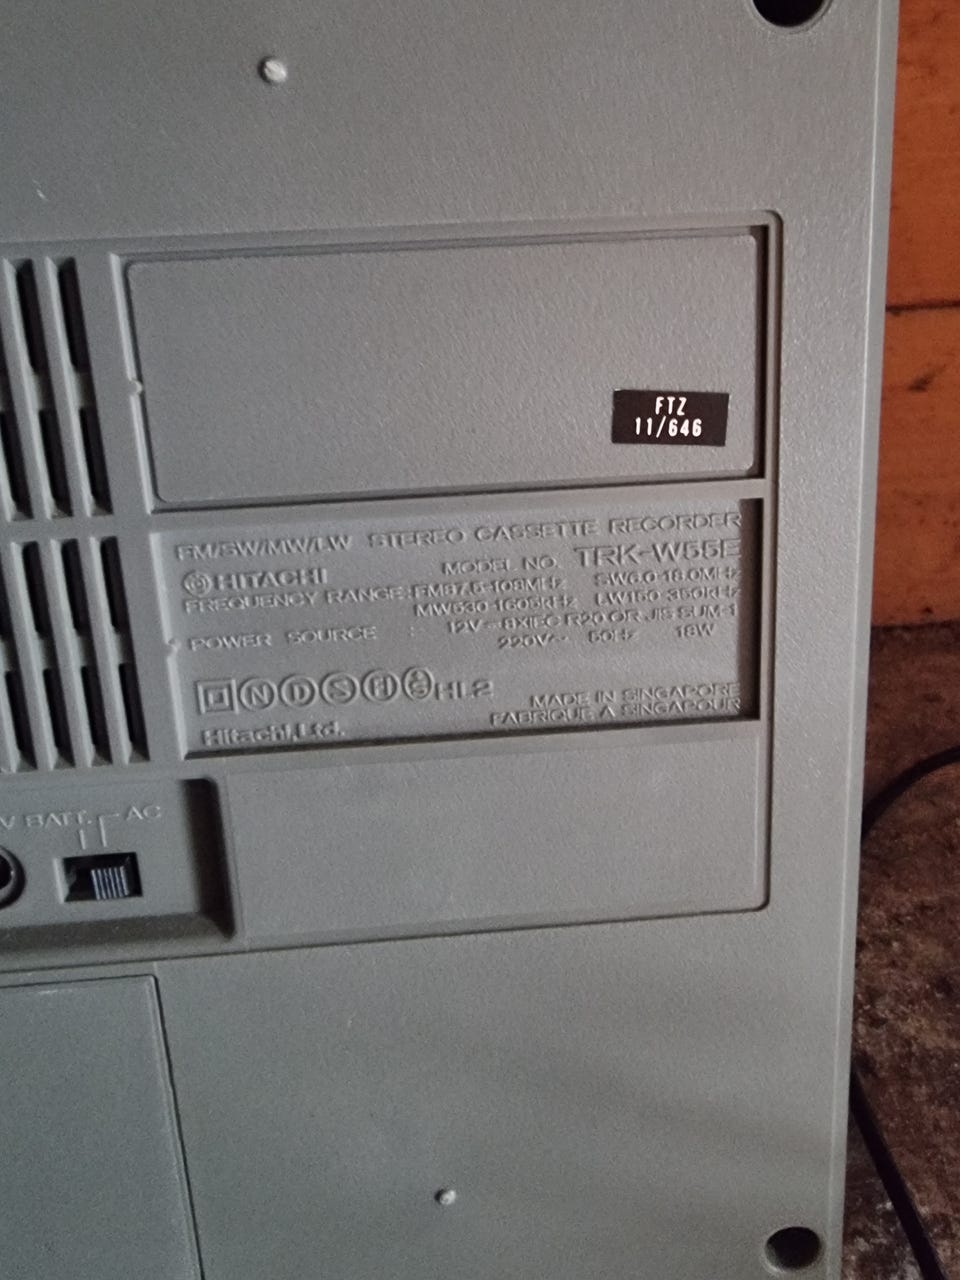 FTZ
11/646
FM/SW/MW/LW STEREO CASSETTE RECORDER
MODEL NO. TRK-W55E
HITACHI
FREQUENCY RANGE: FM87.5-108MHz SW6.0-18.0MHz
MW530-1605kHz LW150-350kHz
POWER SOURCE : 12V⎓8XIEC R20 OR JIS SUM-1
220V~ 50Hz 18W
N D S FI HL2
MADE IN SINGAPORE
FABRIQUE A SINGAPOUR
Hitachi,Ltd.
V BATT. AC